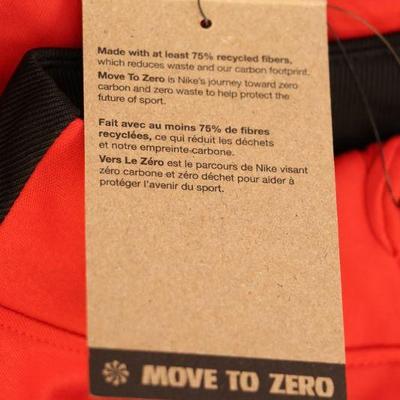 Made with at least 75% recycled fibers,
which reduces waste and our carbon footprint.
Move To Zero is Nike's journey toward zero
carbon and zero waste to help protect the
future of sport.
Fait avec au moins 75% de fibres
recyclées, ce qui réduit les déchets
et notre empreinte-carbone.
Vers Le Zéro est le parcours de Nike visant
zéro carbone et zéro déchet pour aider à
protéger l'avenir du sport.
MOVE TO ZERO